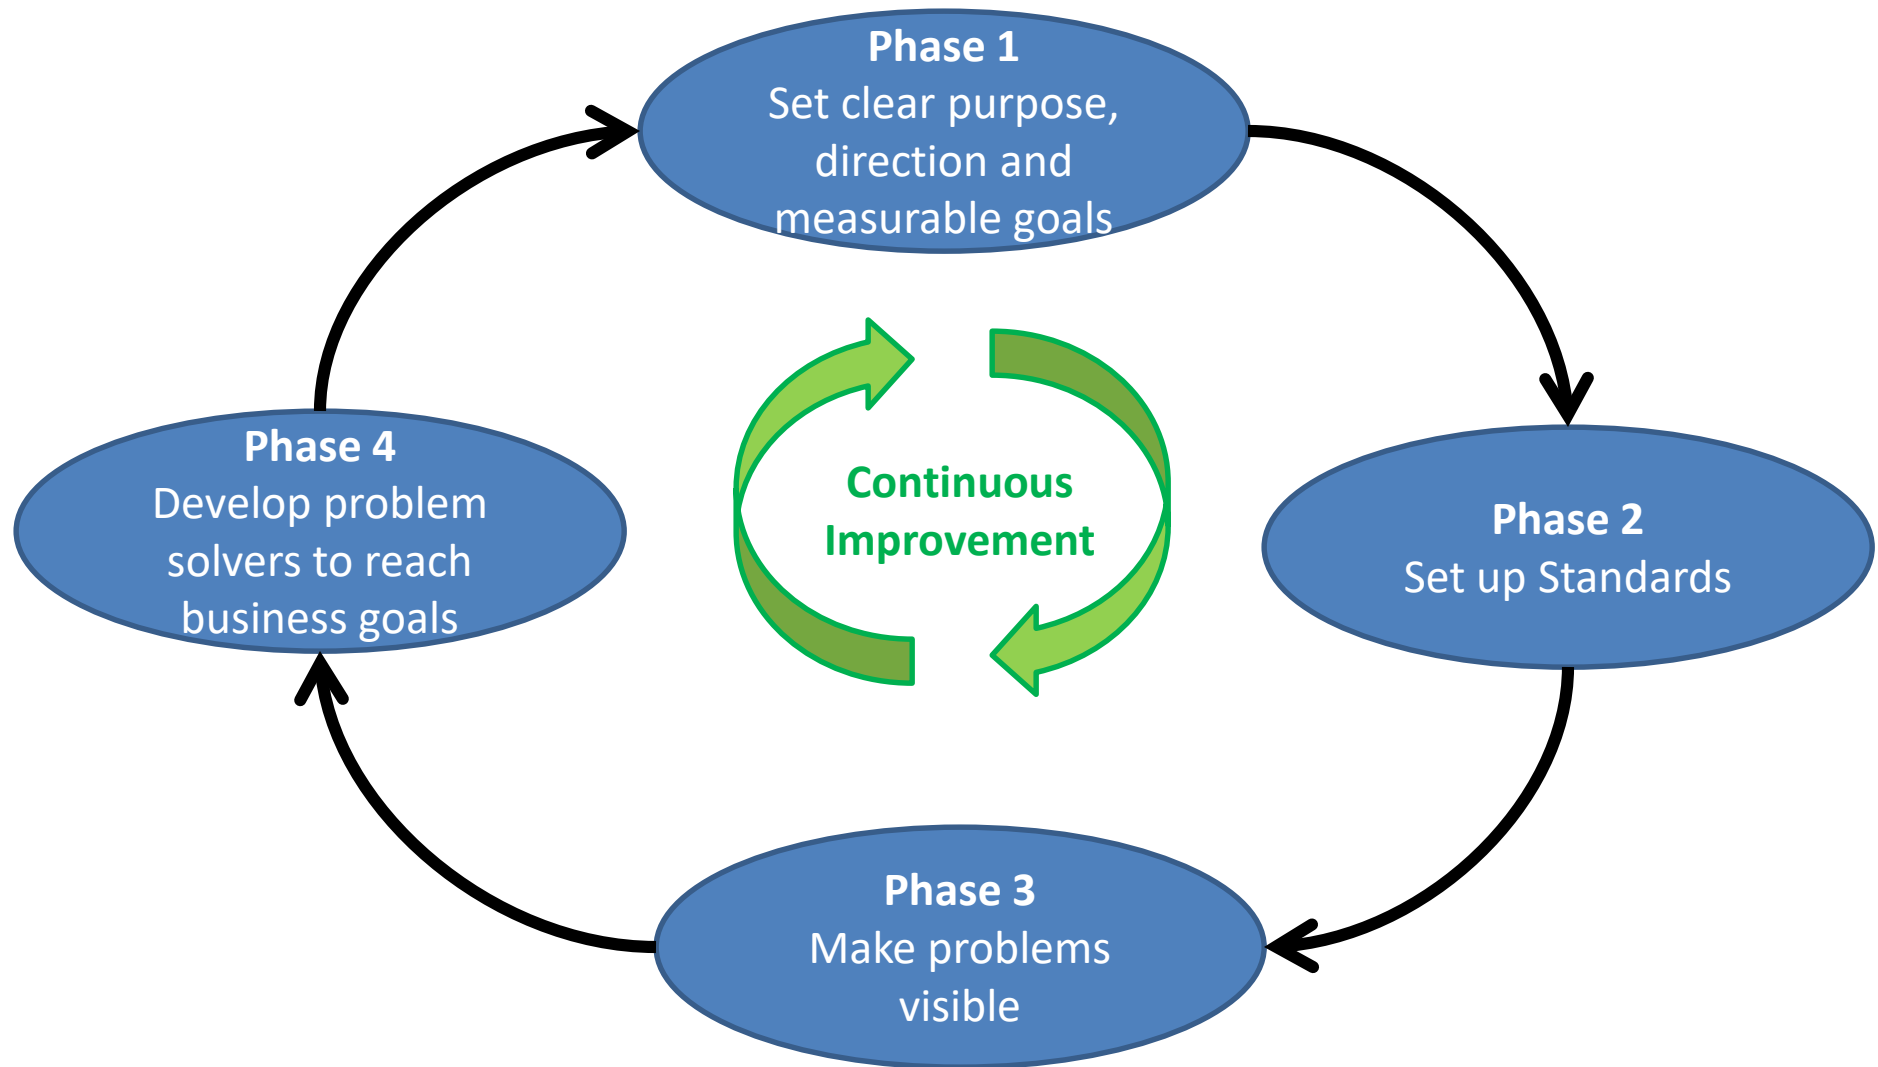 Phase 1
Set clear purpose,
direction and
measurable goals
Phase 4
Develop problem
solvers to reach
business goals
Continuous
Improvement
Phase 2
Set up Standards
Phase 3
Make problems
visible